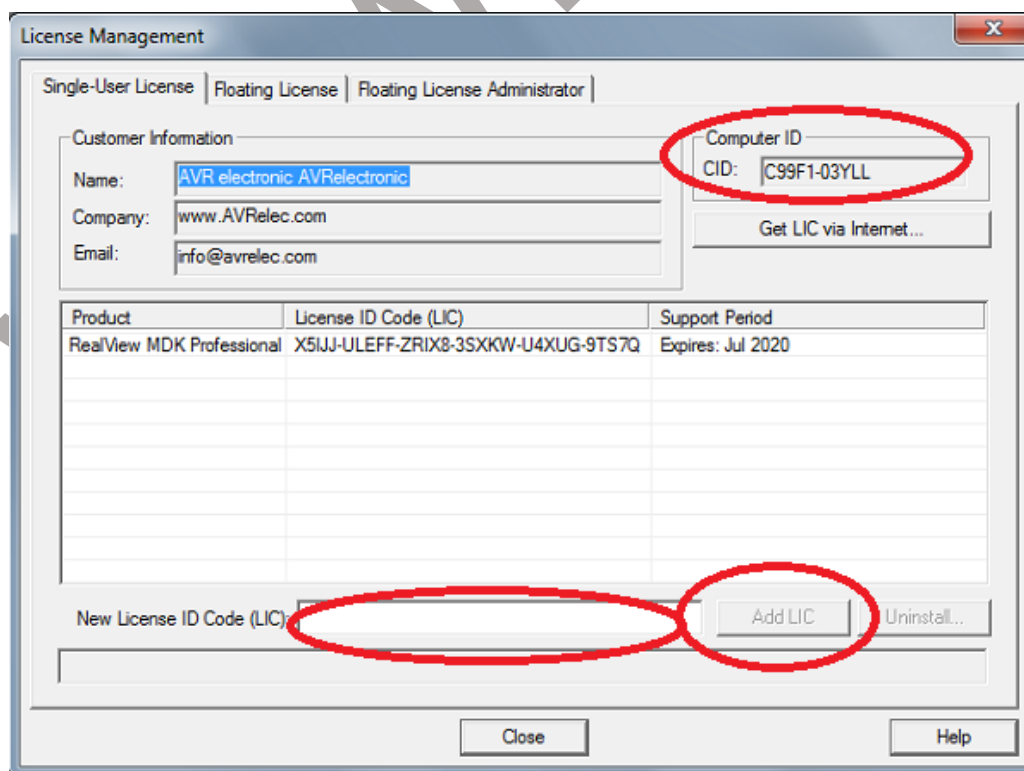 License Management
Single-User License Floating License Floating License Administrator
Customer Information
Name: AVR electronic AVRelectronic
Company: www.AVRelec.com
Email: info@avrelec.com
Computer ID
CID: C99F1-03YLL
Get LIC via Internet...
Product License ID Code (LIC) Support Period
RealView MDK Professional X5IJJ-ULEFF-ZRIX8-3SXKW-U4XUG-9TS7Q Expires: Jul 2020
New License ID Code (LIC): Add LIC Uninstall...
Close Help